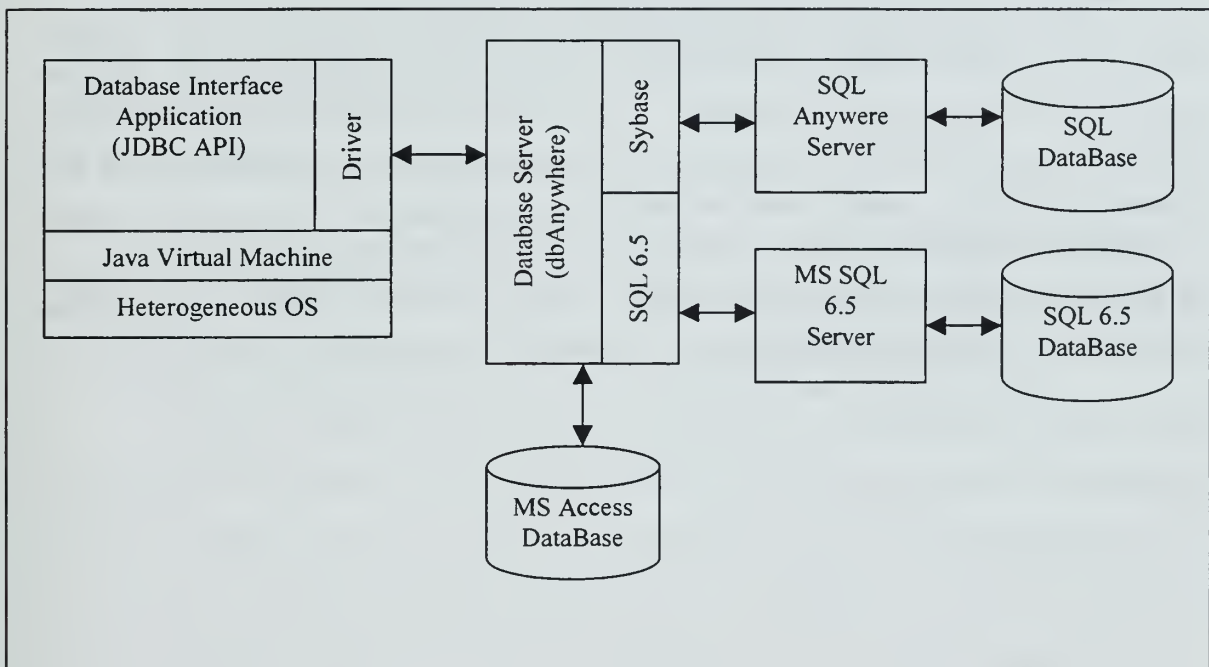 Database Interface
Application
(JDBC API)
Driver
Java Virtual Machine
Heterogeneous OS
Database Server
(dbAnywhere)
Sybase
SQL 6.5
SQL
Anywere
Server
SQL
DataBase
MS SQL
6.5
Server
SQL 6.5
DataBase
MS Access
DataBase